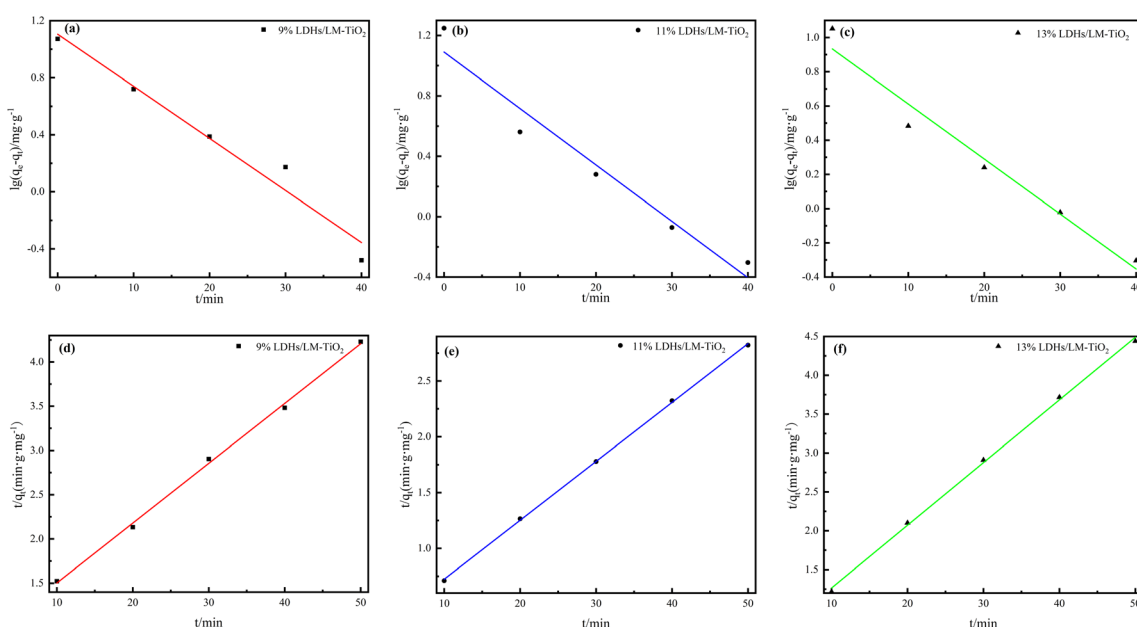 (a)
9% LDHs/LM-TiO₂
lg(qₑ-qₜ)/mg·g⁻¹
1.2
0.8
0.4
0.0
-0.4
0 10 20 30 40
t/min
(b)
11% LDHs/LM-TiO₂
lg(qₑ-qₜ)/mg·g⁻¹
1.2
0.8
0.4
0.0
-0.4
0 10 20 30 40
t/min
(c)
13% LDHs/LM-TiO₂
lg(qₑ-qₜ)/mg·g⁻¹
1.0
0.8
0.6
0.4
0.2
0.0
-0.2
-0.4
0 10 20 30 40
t/min
(d)
9% LDHs/LM-TiO₂
t/qₜ(min·g·mg⁻¹)
4.0
3.5
3.0
2.5
2.0
1.5
10 20 30 40 50
t/min
(e)
11% LDHs/LM-TiO₂
t/qₜ(min·g·mg⁻¹)
2.5
2.0
1.5
1.0
10 20 30 40 50
t/min
(f)
13% LDHs/LM-TiO₂
t/qₜ(min·g·mg⁻¹)
4.5
4.0
3.5
3.0
2.5
2.0
1.5
10 20 30 40 50
t/min